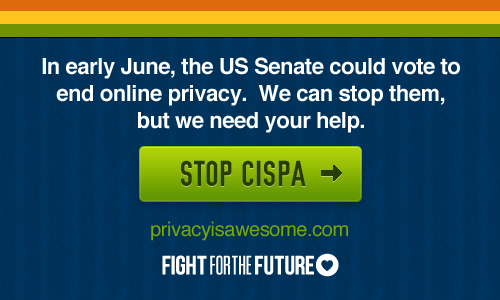 In early June, the US Senate could vote to
end online privacy.  We can stop them,
but we need your help.
STOP CISPA
privacyisawesome.com
FIGHT FOR THE FUTURE